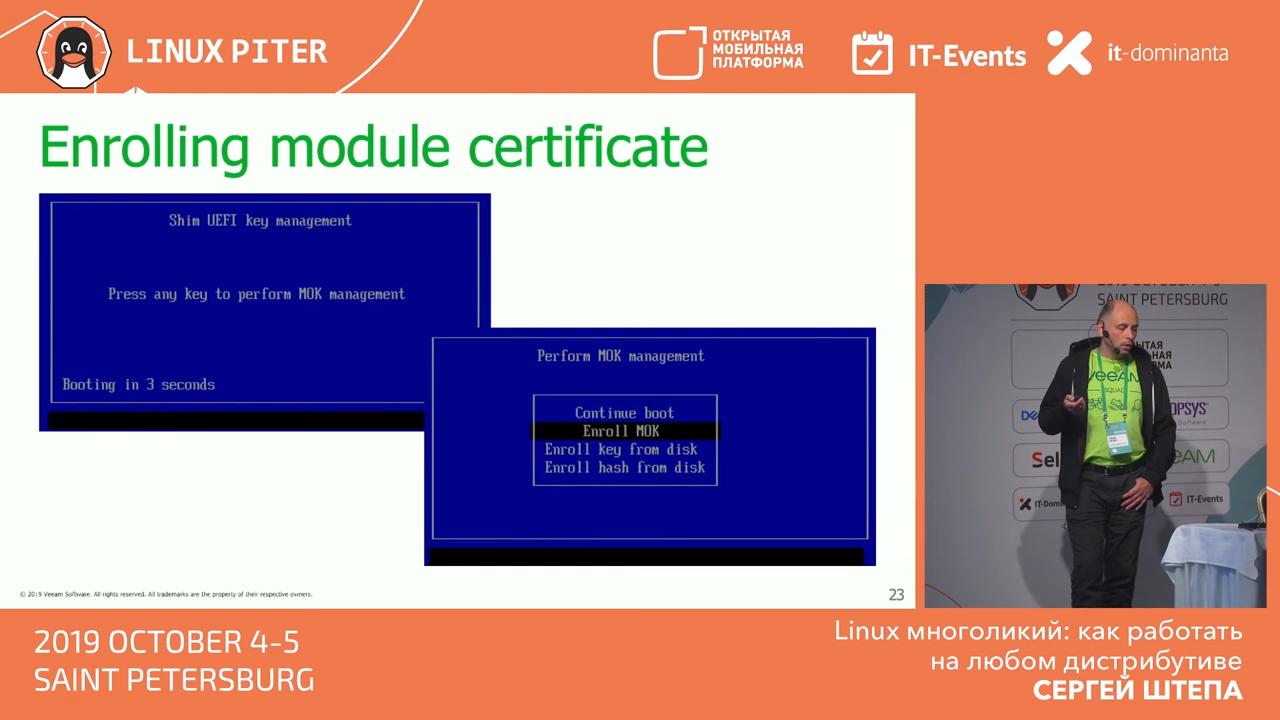 LINUX PITER
ОТКРЫТАЯ
МОБИЛЬНАЯ
ПЛАТФОРМА
IT-Events
it-dominanta
Enrolling module certificate
Shim UEFI key management
Press any key to perform MOK management
Booting in 3 seconds
Perform MOK management
Continue boot
Enroll MOK
Enroll key from disk
Enroll hash from disk
© 2019 Veeam Software. All rights reserved. All trademarks are the property of their respective owners.
23
SAINT PETERSBURG
SQUAD
IT-Events
2019 OCTOBER 4-5
SAINT PETERSBURG
Linux многоликий: как работать
на любом дистрибутиве
СЕРГЕЙ ШТЕПА